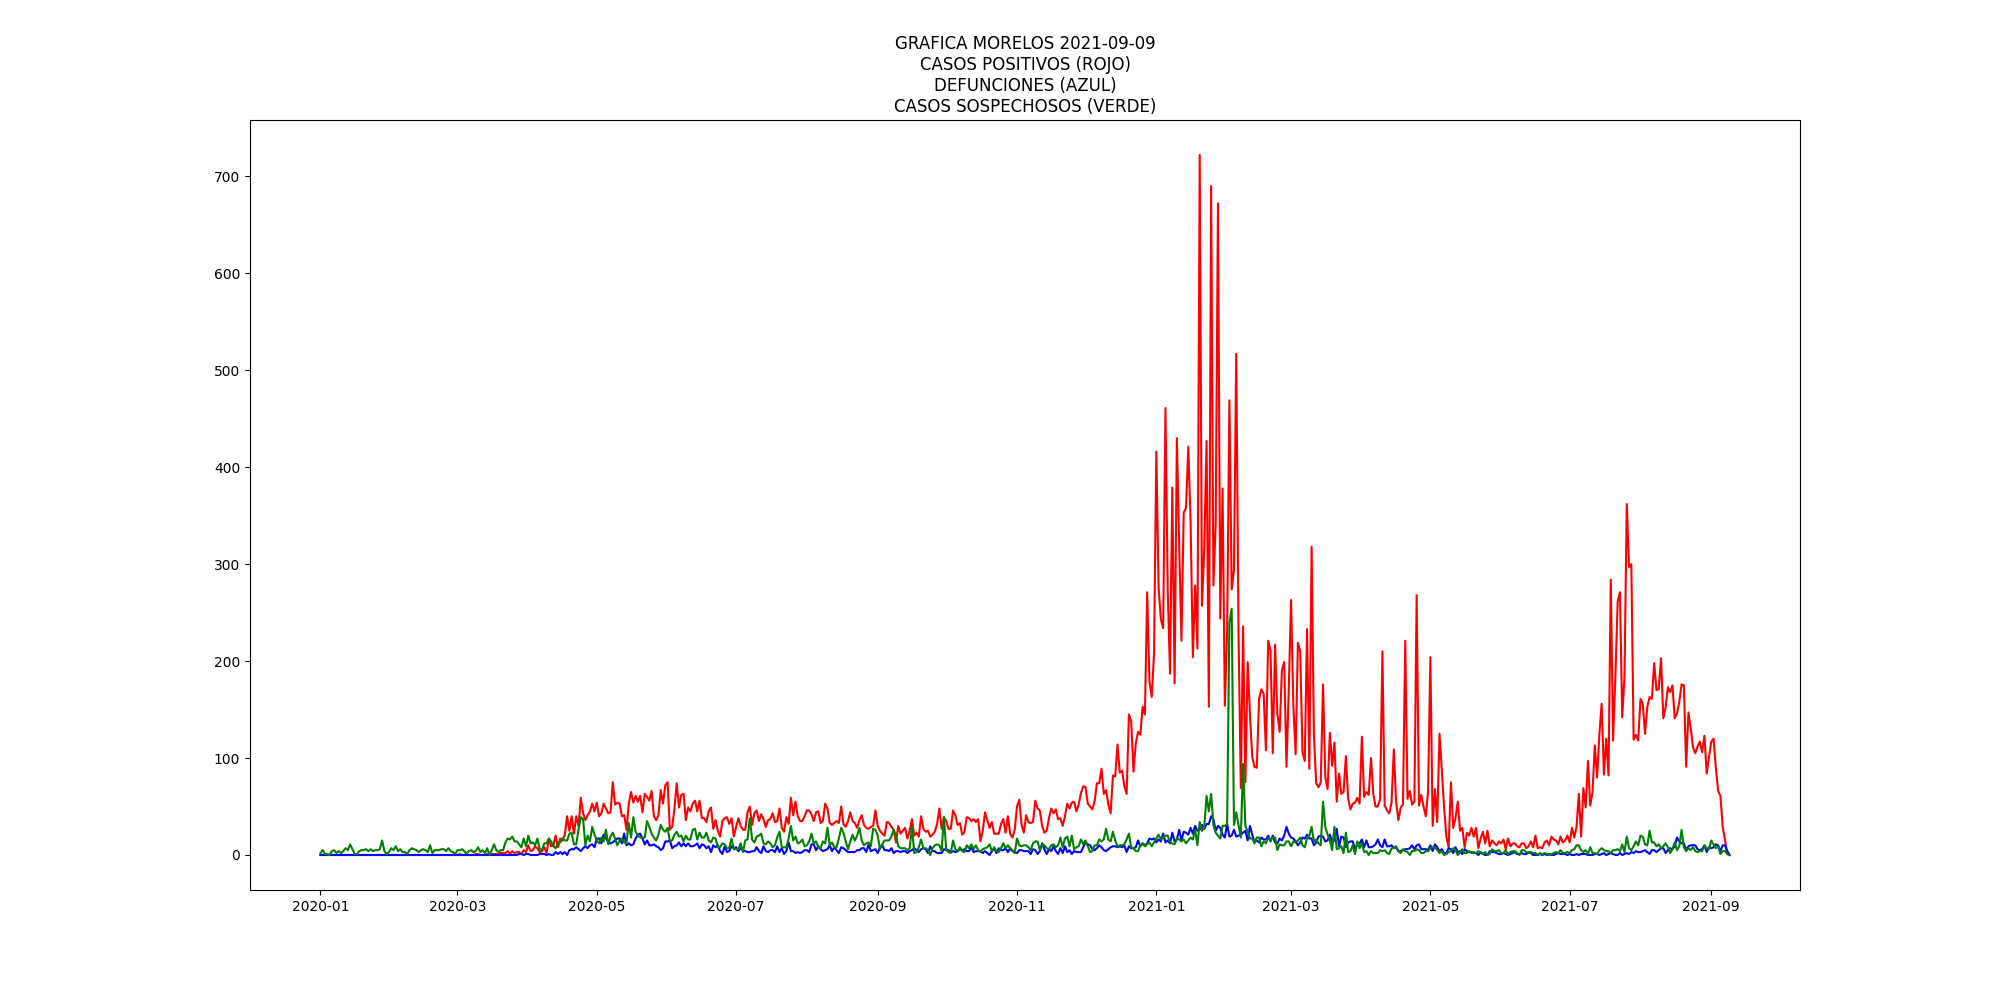 GRAFICA MORELOS 2021-09-09
CASOS POSITIVOS (ROJO)
DEFUNCIONES (AZUL)
CASOS SOSPECHOSOS (VERDE)
700
600
500
400
300
200
100
0
2020-01 2020-03 2020-05 2020-07 2020-09 2020-11 2021-01 2021-03 2021-05 2021-07 2021-09